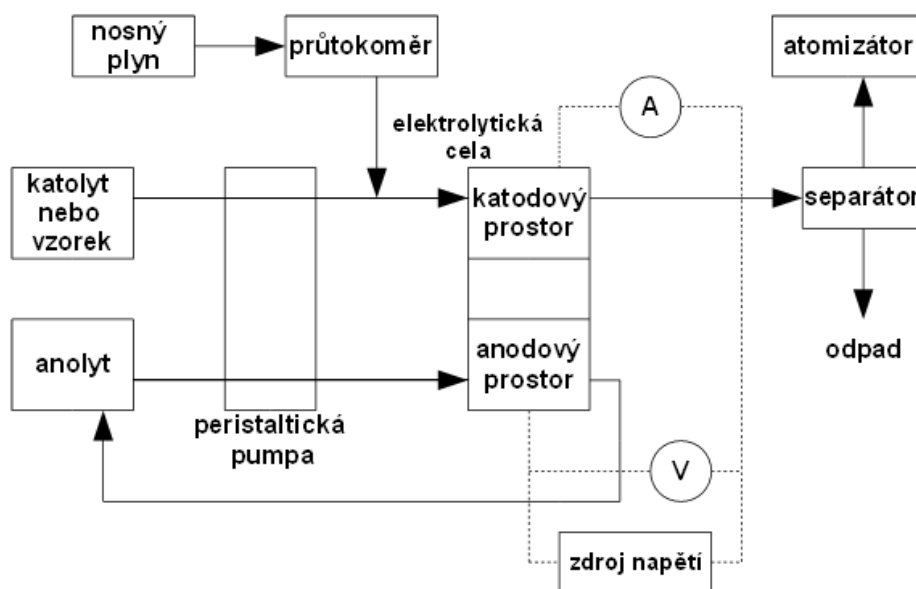 nosný
plyn
průtokoměr
atomizátor
A
elektrolytická
cela
katolyt
nebo
vzorek
katodový
prostor
separátor
anolyt
anodový
prostor
odpad
peristaltická
pumpa
V
zdroj napětí